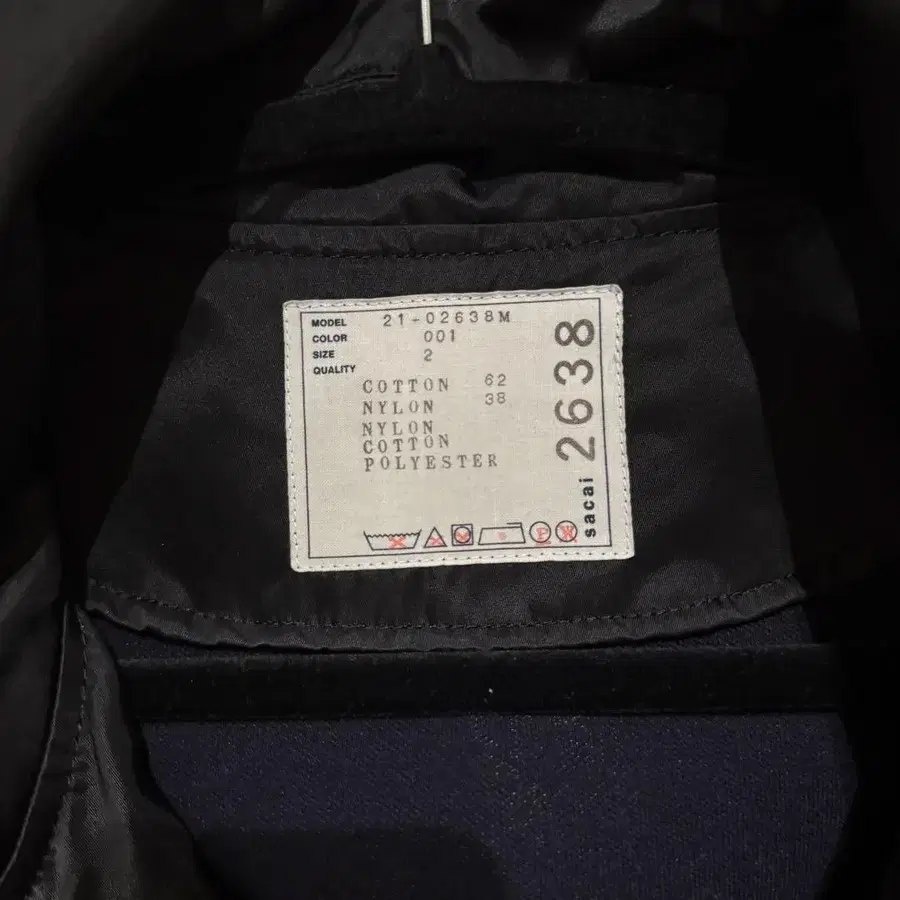 MODEL 21-02638M
COLOR 001
SIZE 2
QUALITY
COTTON 62
NYLON 38
NYLON
COTTON
POLYESTER
sacai 2638
P W